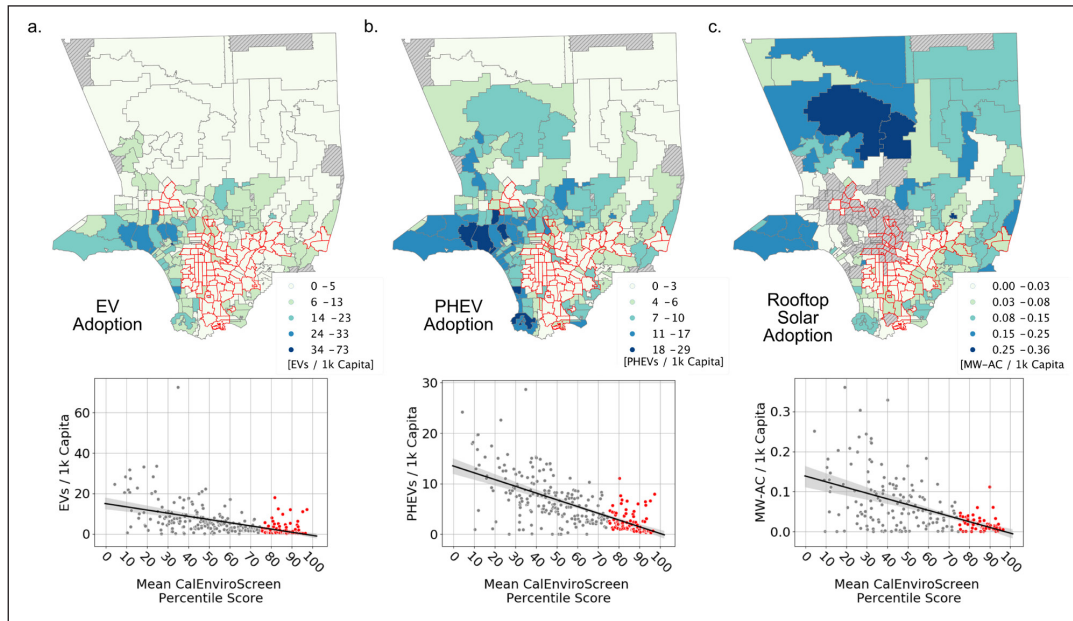 a.
b.
c.
EV
Adoption
0 – 5
6 – 13
14 – 23
24 – 33
34 – 73
[EVs / 1k Capita]
PHEV
Adoption
0 – 3
4 – 6
7 – 10
11 – 17
18 – 29
[PHEVs / 1k Capita]
Rooftop
Solar
Adoption
0.00 – 0.03
0.03 – 0.08
0.08 – 0.15
0.15 – 0.25
0.25 – 0.36
[MW–AC / 1k Capita
EVs / 1k Capita
60
40
20
0
0 10 20 30 40 50 60 70 80 90 100
Mean CalEnviroScreen
Percentile Score
PHEVs / 1k Capita
30
20
10
0
0 10 20 30 40 50 60 70 80 90 100
Mean CalEnviroScreen
Percentile Score
MW–AC / 1k Capita
0.3
0.2
0.1
0.0
0 10 20 30 40 50 60 70 80 90 100
Mean CalEnviroScreen
Percentile Score